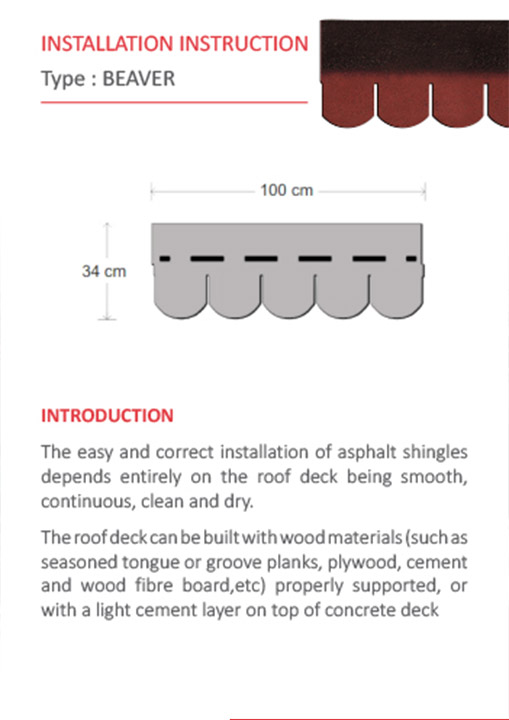 INSTALLATION INSTRUCTION
Type : BEAVER
100 cm
34 cm
INTRODUCTION
The easy and correct installation of asphalt shingles
depends entirely on the roof deck being smooth,
continuous, clean and dry.
The roof deck can be built with wood materials (such as
seasoned tongue or groove planks, plywood, cement
and wood fibre board,etc) properly supported, or
with a light cement layer on top of concrete deck